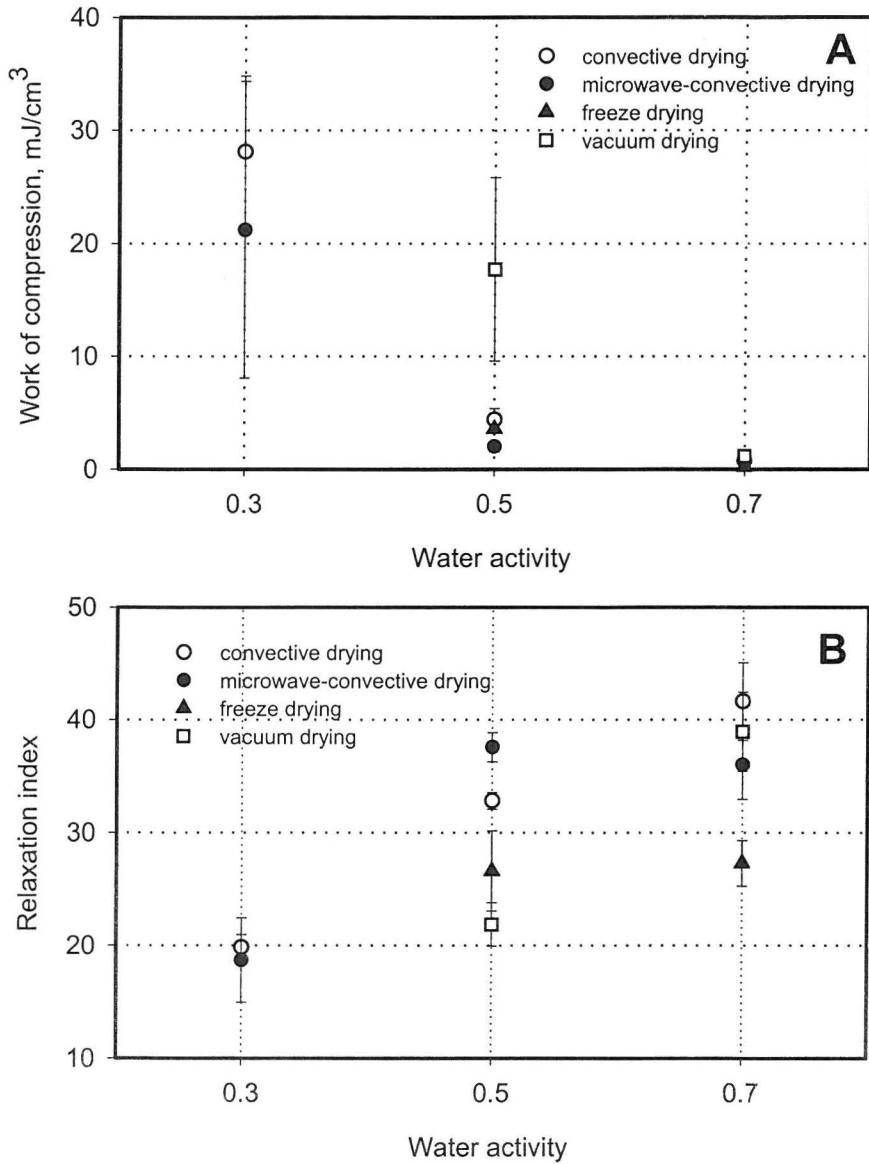 40
30
20
10
0
Work of compression, mJ/cm³
A
convective drying
microwave-convective drying
freeze drying
vacuum drying
0.3 0.5 0.7
Water activity
50
40
30
20
10
Relaxation index
B
convective drying
microwave-convective drying
freeze drying
vacuum drying
0.3 0.5 0.7
Water activity